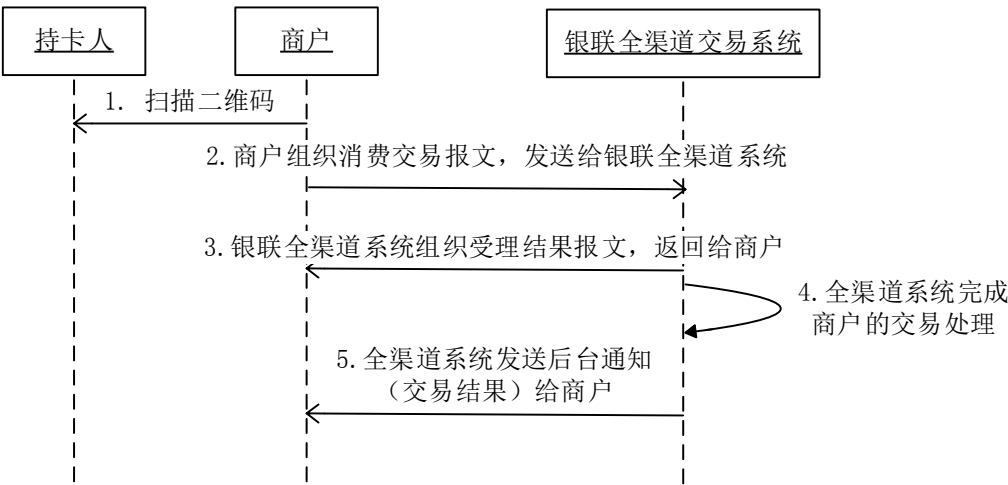 持卡人
商户
银联全渠道交易系统
1. 扫描二维码
2.商户组织消费交易报文，发送给银联全渠道系统
3.银联全渠道系统组织受理结果报文，返回给商户
4.全渠道系统完成
商户的交易处理
5.全渠道系统发送后台通知
（交易结果）给商户